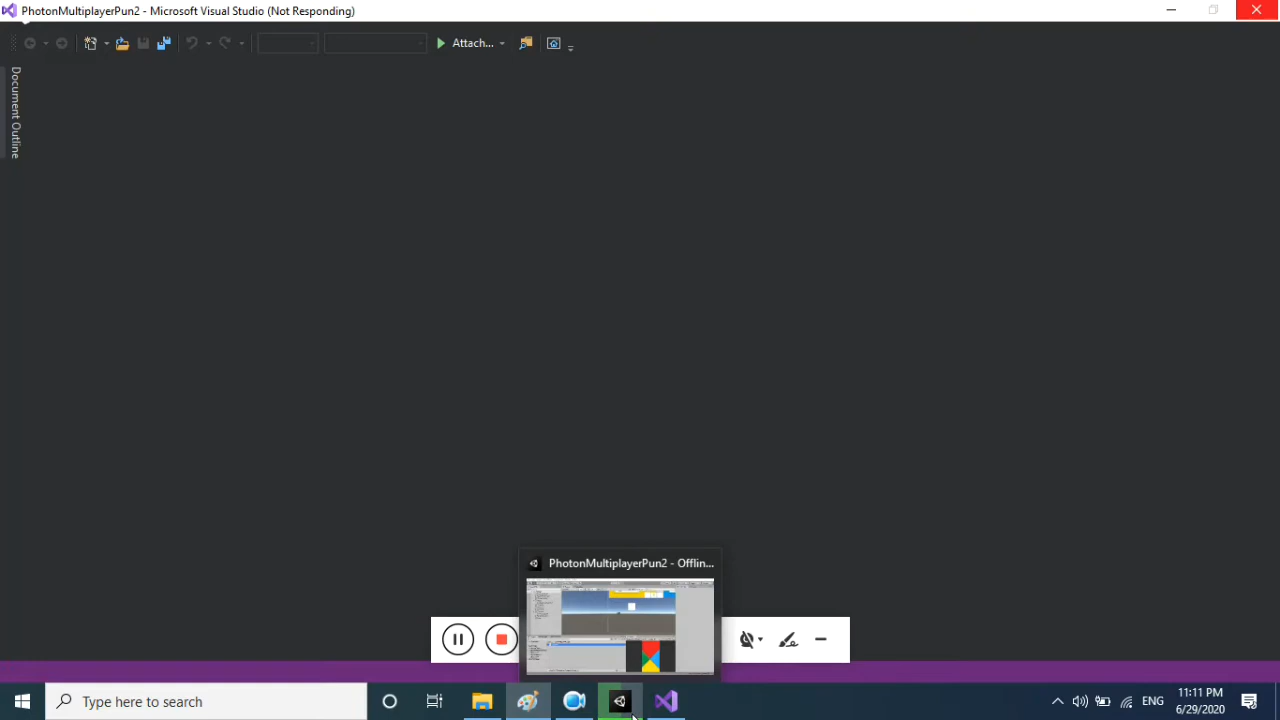 PhotonMultiplayerPun2 - Microsoft Visual Studio (Not Responding)
Attach...
Document Outline
PhotonMultiplayerPun2 - Offlin...
Type here to search
ENG
11:11 PM
6/29/2020